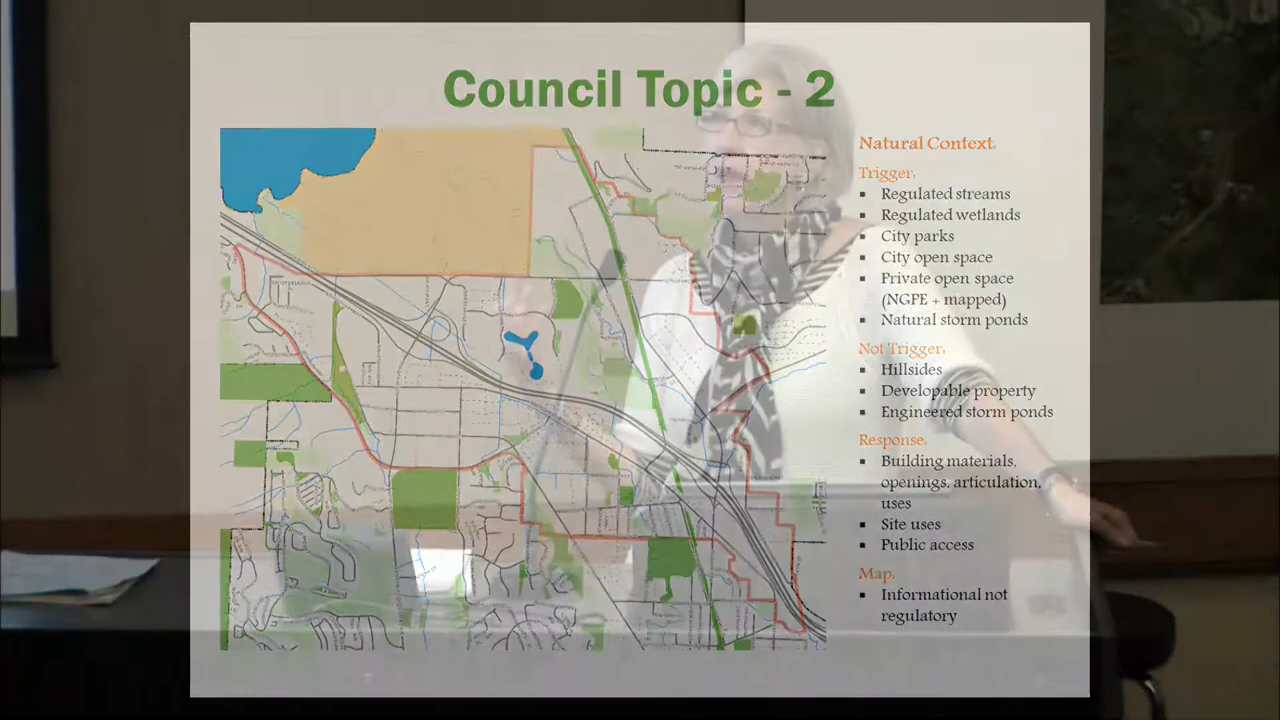 Council Topic - 2
Natural Context.
Trigger.
▪ Regulated streams
▪ Regulated wetlands
▪ City parks
▪ City open space
▪ Private open space
(NGPE + mapped)
▪ Natural storm ponds
Not Trigger.
▪ Hillsides
▪ Developable property
▪ Engineered storm ponds
Response.
▪ Building materials,
openings, articulation,
uses
▪ Site uses
▪ Public access
Map.
▪ Informational not
regulatory